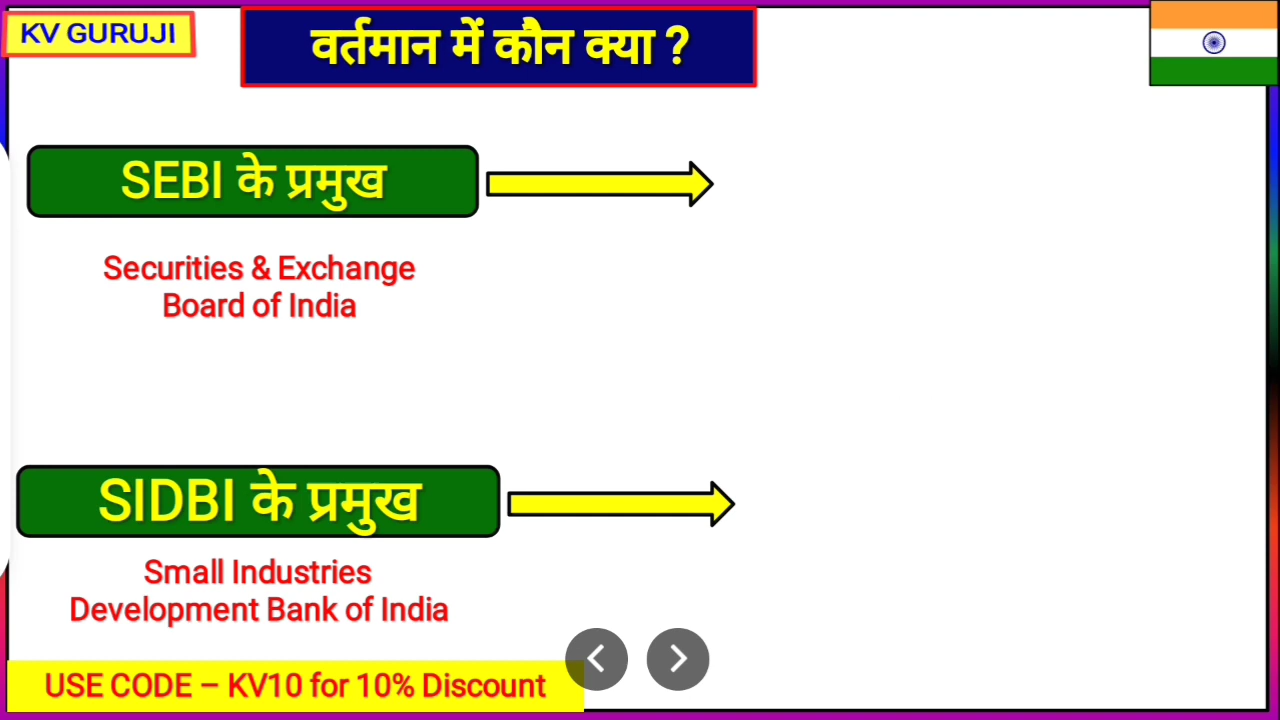 KV GURUJI
वर्तमान में कौन क्या ?
SEBI के प्रमुख
Securities & Exchange
Board of India
SIDBI के प्रमुख
Small Industries
Development Bank of India
USE CODE – KV10 for 10% Discount